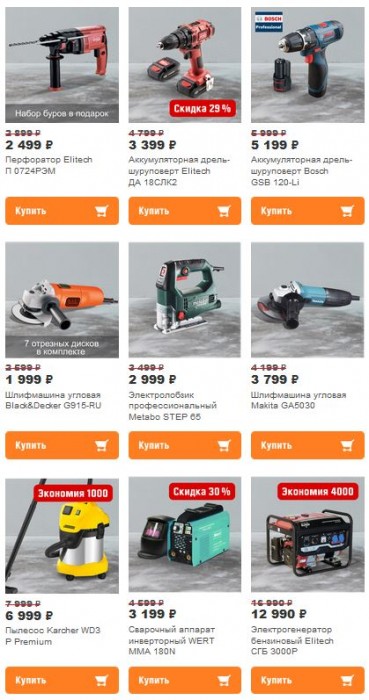 Набор буров в подарок
2 899 ₽
2 499 ₽
Перфоратор Elitech
П 0724РЭМ
Купить
Скидка 29 %
4 799 ₽
3 399 ₽
Аккумуляторная дрель-
шуруповерт Elitech
ДА 18СЛК2
Купить
BOSCH
Professional
5 999 ₽
5 199 ₽
Аккумуляторная дрель-
шуруповерт Bosch
GSB 120-Li
Купить
7 отрезных дисков
в комплекте
2 599 ₽
1 999 ₽
Шлифмашина угловая
Black&Decker G915-RU
Купить
3 499 ₽
2 999 ₽
Электролобзик
профессиональный
Metabo STEP 65
Купить
4 199 ₽
3 799 ₽
Шлифмашина угловая
Makita GA5030
Купить
Экономия 1000
7 999 ₽
6 999 ₽
Пылесос Karcher WD3
P Premium
Купить
Скидка 30 %
4 599 ₽
3 199 ₽
Сварочный аппарат
инверторный WERT
MMA 180N
Купить
Экономия 4000
16 990 ₽
12 990 ₽
Электрогенератор
бензиновый Elitech
СГБ 3000Р
Купить